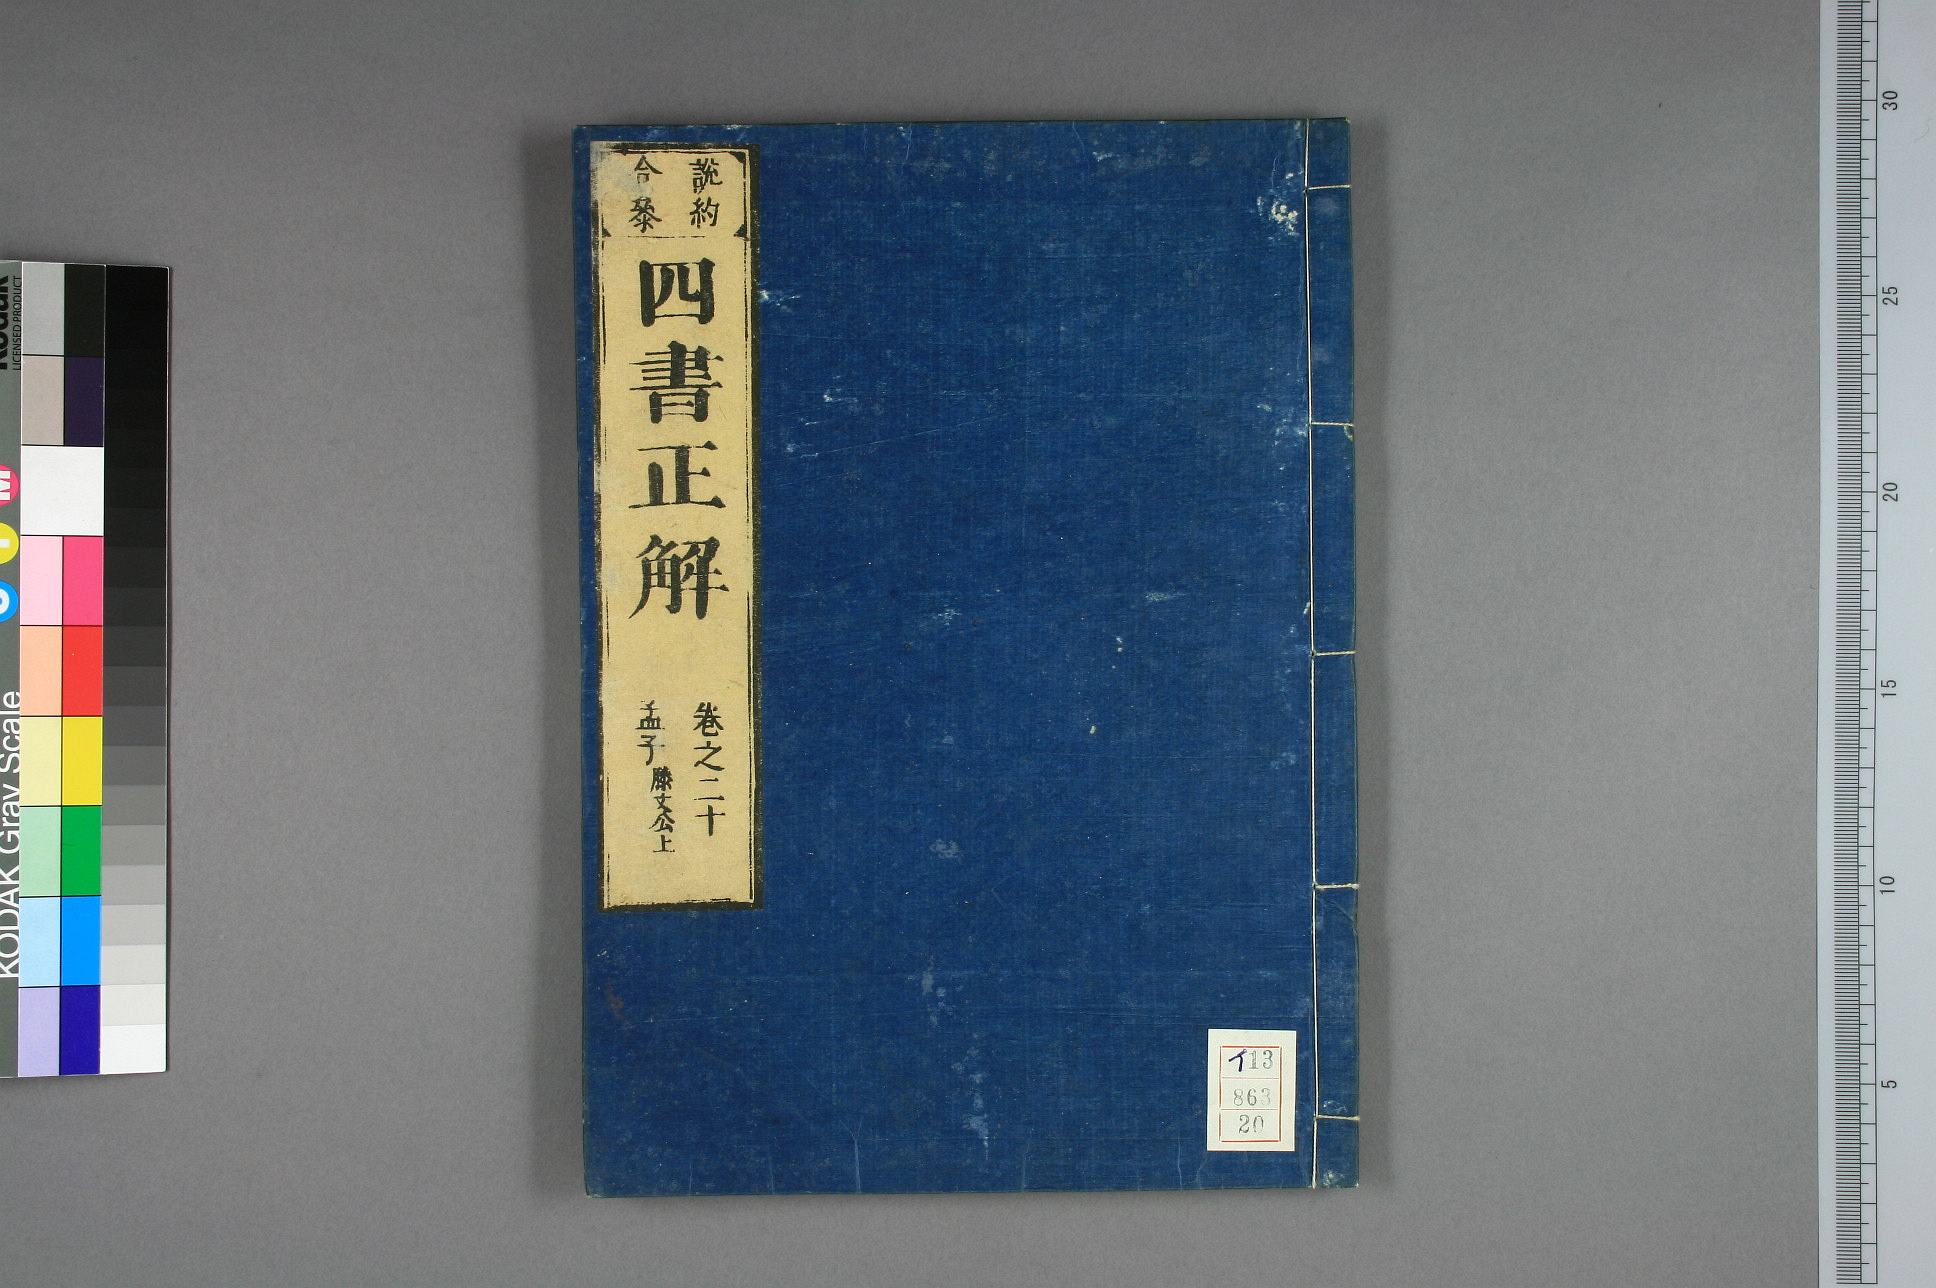 說約
合叅
四書正解
卷之二十
孟子 滕文公上
イ13
863
20
KODAK Gray Scale
Kodak
LICENSED PRODUCT
M
30
25
20
15
10
5